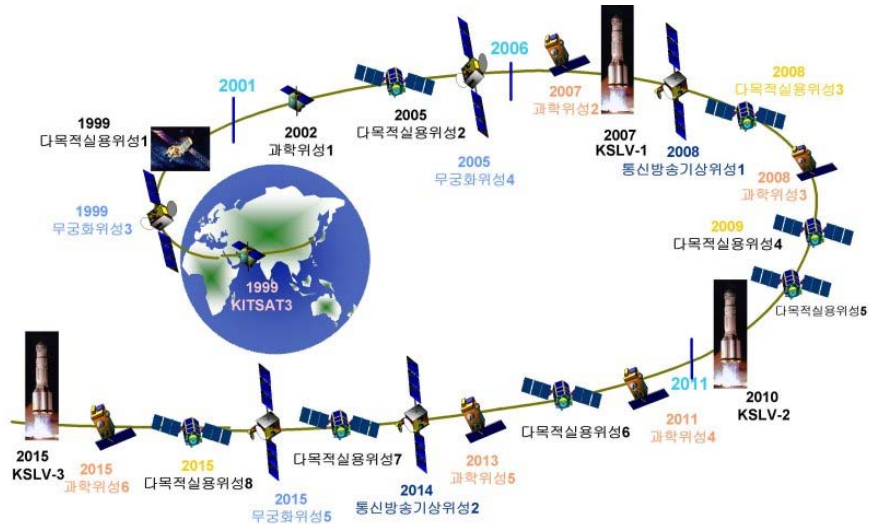 1999
KITSAT3
1999
무궁화위성3
1999
다목적실용위성1
2001
2002
과학위성1
2005
다목적실용위성2
2005
무궁화위성4
2006
2007
과학위성2
2007
KSLV-1
2008
통신방송기상위성1
2008
다목적실용위성3
2008
과학위성3
2009
다목적실용위성4
다목적실용위성5
2010
KSLV-2
2011
2011
과학위성4
다목적실용위성6
2013
과학위성5
2014
통신방송기상위성2
다목적실용위성7
2015
무궁화위성5
2015
다목적실용위성8
2015
과학위성6
2015
KSLV-3